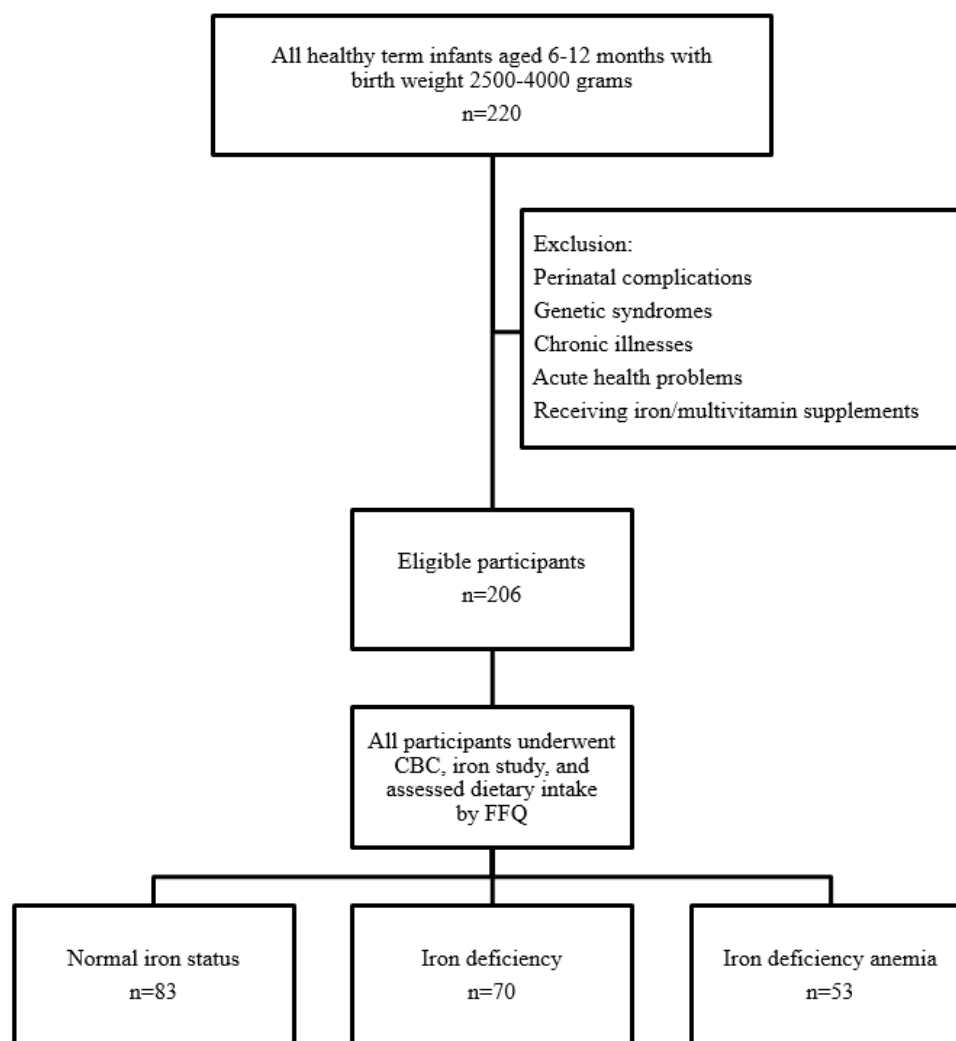 All healthy term infants aged 6-12 months with
birth weight 2500-4000 grams
n=220
Exclusion:
Perinatal complications
Genetic syndromes
Chronic illnesses
Acute health problems
Receiving iron/multivitamin supplements
Eligible participants
n=206
All participants underwent
CBC, iron study, and
assessed dietary intake
by FFQ
Normal iron status
n=83
Iron deficiency
n=70
Iron deficiency anemia
n=53